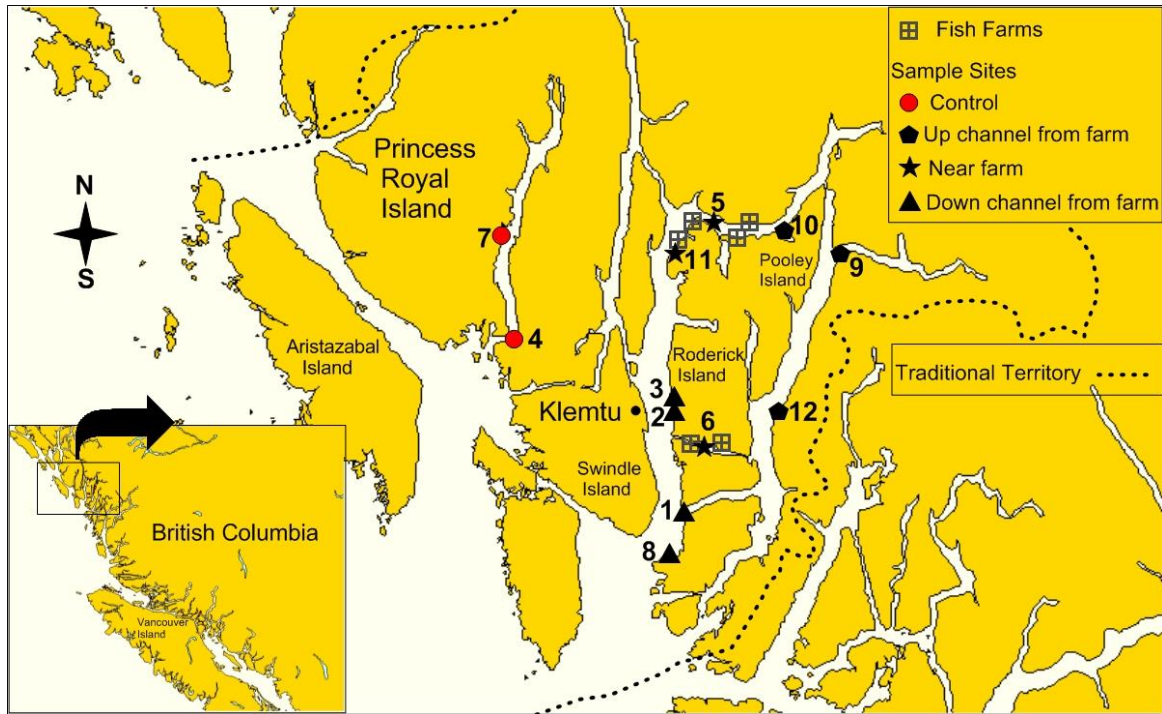 Fish Farms
Sample Sites
Control
Up channel from farm
Near farm
Down channel from farm
N
S
Princess
Royal
Island
5
7
10
11
Pooley
Island
9
4
Aristazabal
Island
Roderick
Island
Traditional Territory
3
Klemtu
2
12
6
Swindle
Island
1
8
British Columbia
Vancouver
Island